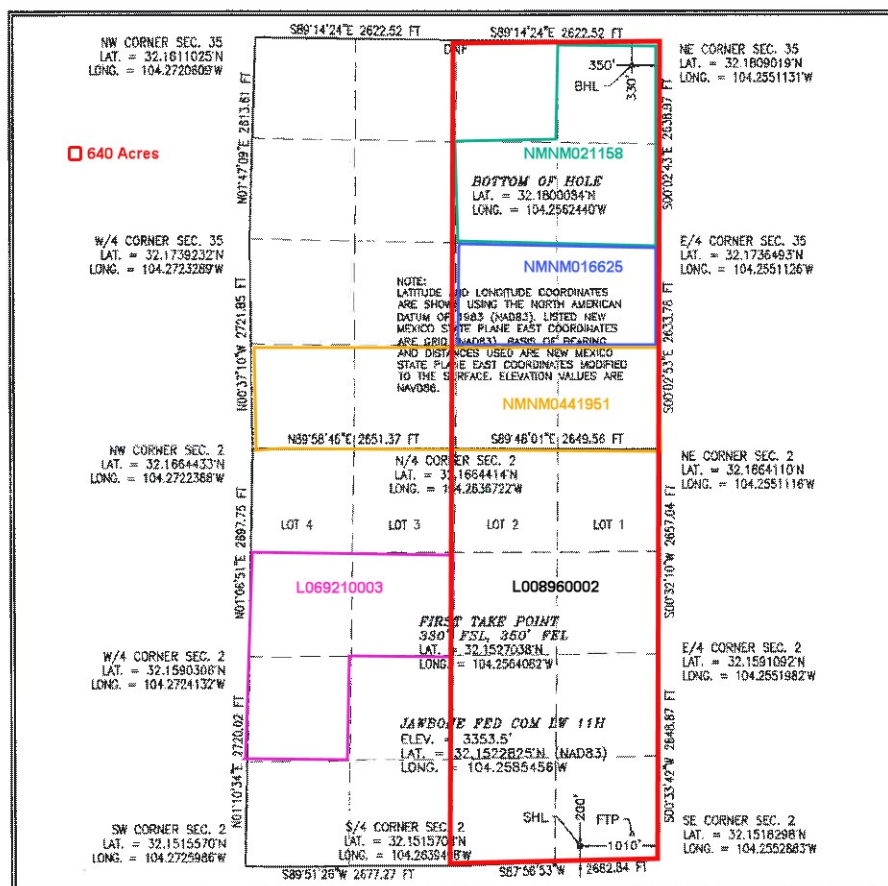 S89°14'24"E 2622.52 FT
S89°14'24"E 2622.52 FT
NW CORNER SEC. 35
LAT. = 32.1811025'N
LONG. = 104.2720609'W
NE CORNER SEC. 35
LAT. = 32.1809019'N
LONG. = 104.2551131'W
350'
BHL
330'
N01°47'09"E 2613.61 FT
S00°02'43"E 2638.97 FT
640 Acres
NMNM021158
BOTTOM OF HOLE
LAT. = 32.1800034'N
LONG. = 104.2562440'W
W/4 CORNER SEC. 35
LAT. = 32.1739232'N
LONG. = 104.2723289'W
E/4 CORNER SEC. 35
LAT. = 32.1736493'N
LONG. = 104.2551126'W
NMNM016625
NOTE:
LATITUDE AND LONGITUDE COORDINATES
ARE SHOWN USING THE NORTH AMERICAN
DATUM OF 1983 (NAD83). LISTED NEW
MEXICO STATE PLANE EAST COORDINATES
ARE GRID (NAD83). BASIS OF BEARING
AND DISTANCES USED ARE NEW MEXICO
STATE PLANE EAST COORDINATES MODIFIED
TO THE SURFACE. ELEVATION VALUES ARE
NAVD88.
N00°37'10"W 2721.85 FT
S00°02'53"E 2633.76 FT
NMNM0441951
N89°58'46"E 2651.37 FT
S89°48'01"E 2649.56 FT
NW CORNER SEC. 2
LAT. = 32.1664433'N
LONG. = 104.2722388'W
N/4 CORNER SEC. 2
LAT. = 32.1664414'N
LONG. = 104.2636722'W
NE CORNER SEC. 2
LAT. = 32.1664110'N
LONG. = 104.2551116'W
LOT 4
LOT 3
LOT 2
LOT 1
N01°06'51"E 2697.75 FT
S00°32'10"W 2657.04 FT
L069210003
L008960002
FIRST TAKE POINT
330' FSL, 350' FEL
LAT. = 32.1527038'N
LONG. = 104.2564062'W
W/4 CORNER SEC. 2
LAT. = 32.1590306'N
LONG. = 104.2724132'W
E/4 CORNER SEC. 2
LAT. = 32.1591092'N
LONG. = 104.2551982'W
JAWBONE FED COM LW 11H
ELEV. = 3353.5'
LAT. = 32.1522825'N (NAD83)
LONG. = 104.2585456'W
N01°10'34"E 2720.02 FT
S00°33'42"W 2648.87 FT
SHL
200'
FTP
1010'
SW CORNER SEC. 2
LAT. = 32.1515570'N
LONG. = 104.2725986'W
S/4 CORNER SEC. 2
LAT. = 32.1515704'N
SE CORNER SEC. 2
LAT. = 32.1518298'N
LONG. = 104.2552883'W
S89°51'26"W 2677.27 FT
S87°56'53"W 2682.84 FT